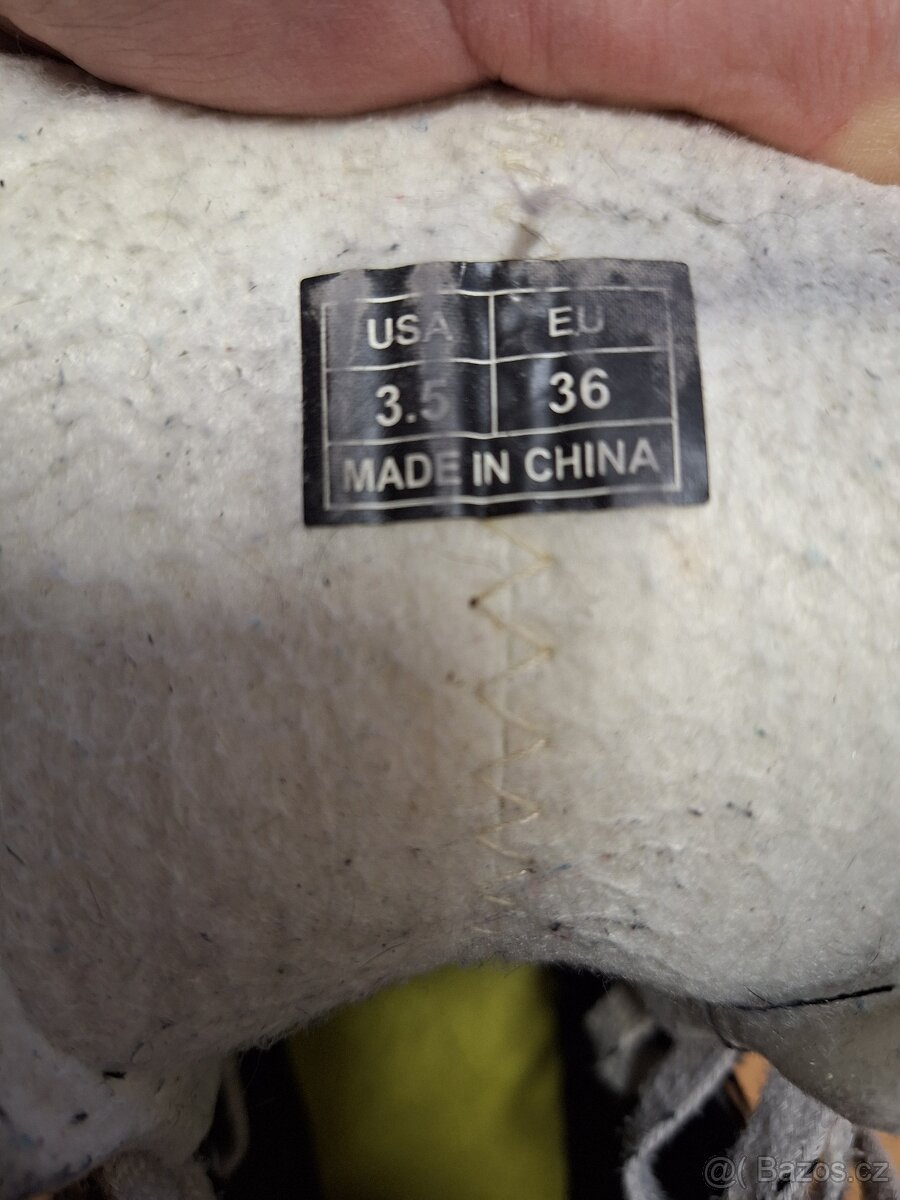 USA EU
3.5 36
MADE IN CHINA
@( Bazos.cz